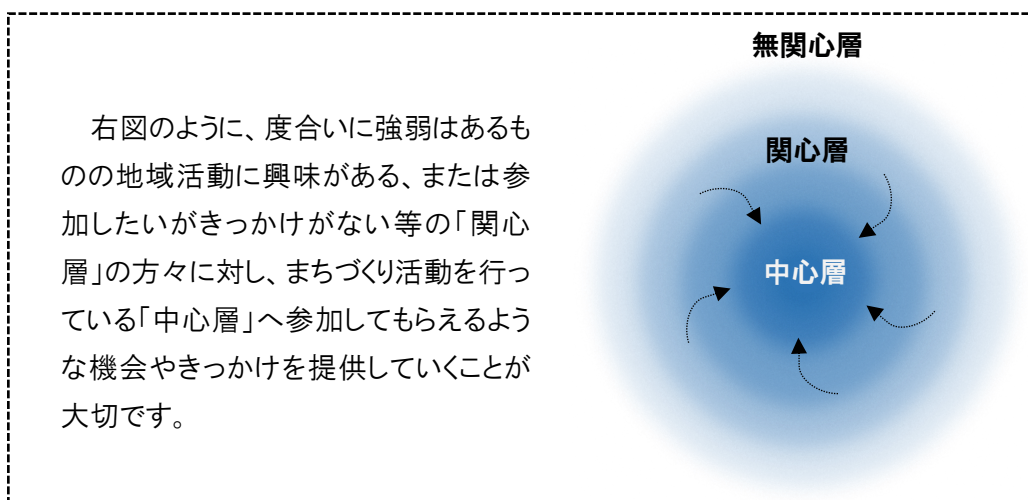 右図のように、度合いに強弱はあるも
のの地域活動に興味がある、または参
加したいがきっかけがない等の「関心
層」の方々に対し、まちづくり活動を行っ
ている「中心層」へ参加してもらえるよう
な機会やきっかけを提供していくことが
大切です。
無関心層
関心層
中心層